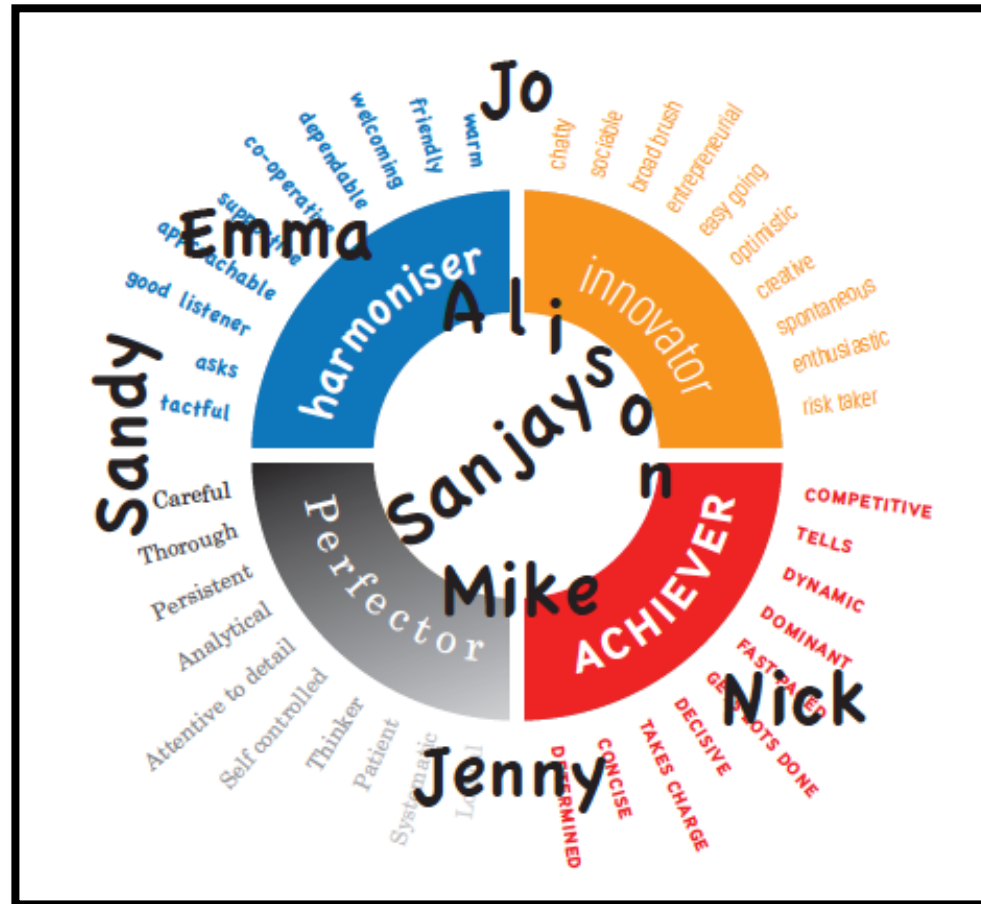 Jo
warm
friendly
welcoming
dependable
co-operative
supportive
approachable
good listener
asks
tactful
Emma
harmoniser
chatty
sociable
broad brush
entrepreneurial
easy going
optimistic
creative
spontaneous
enthusiastic
risk taker
innovator
Alison
Sanjay
Sandy
Careful
Thorough
Persistent
Analytical
Attentive to detail
Self controlled
Thinker
Patient
Systematic
Perfector
Mike
COMPETITIVE
TELLS
DYNAMIC
DOMINANT
FAST PACED
GETS LOTS DONE
DECISIVE
TAKES CHARGE
CONCISE
DETERMINED
ACHIEVER
Nick
Jenny